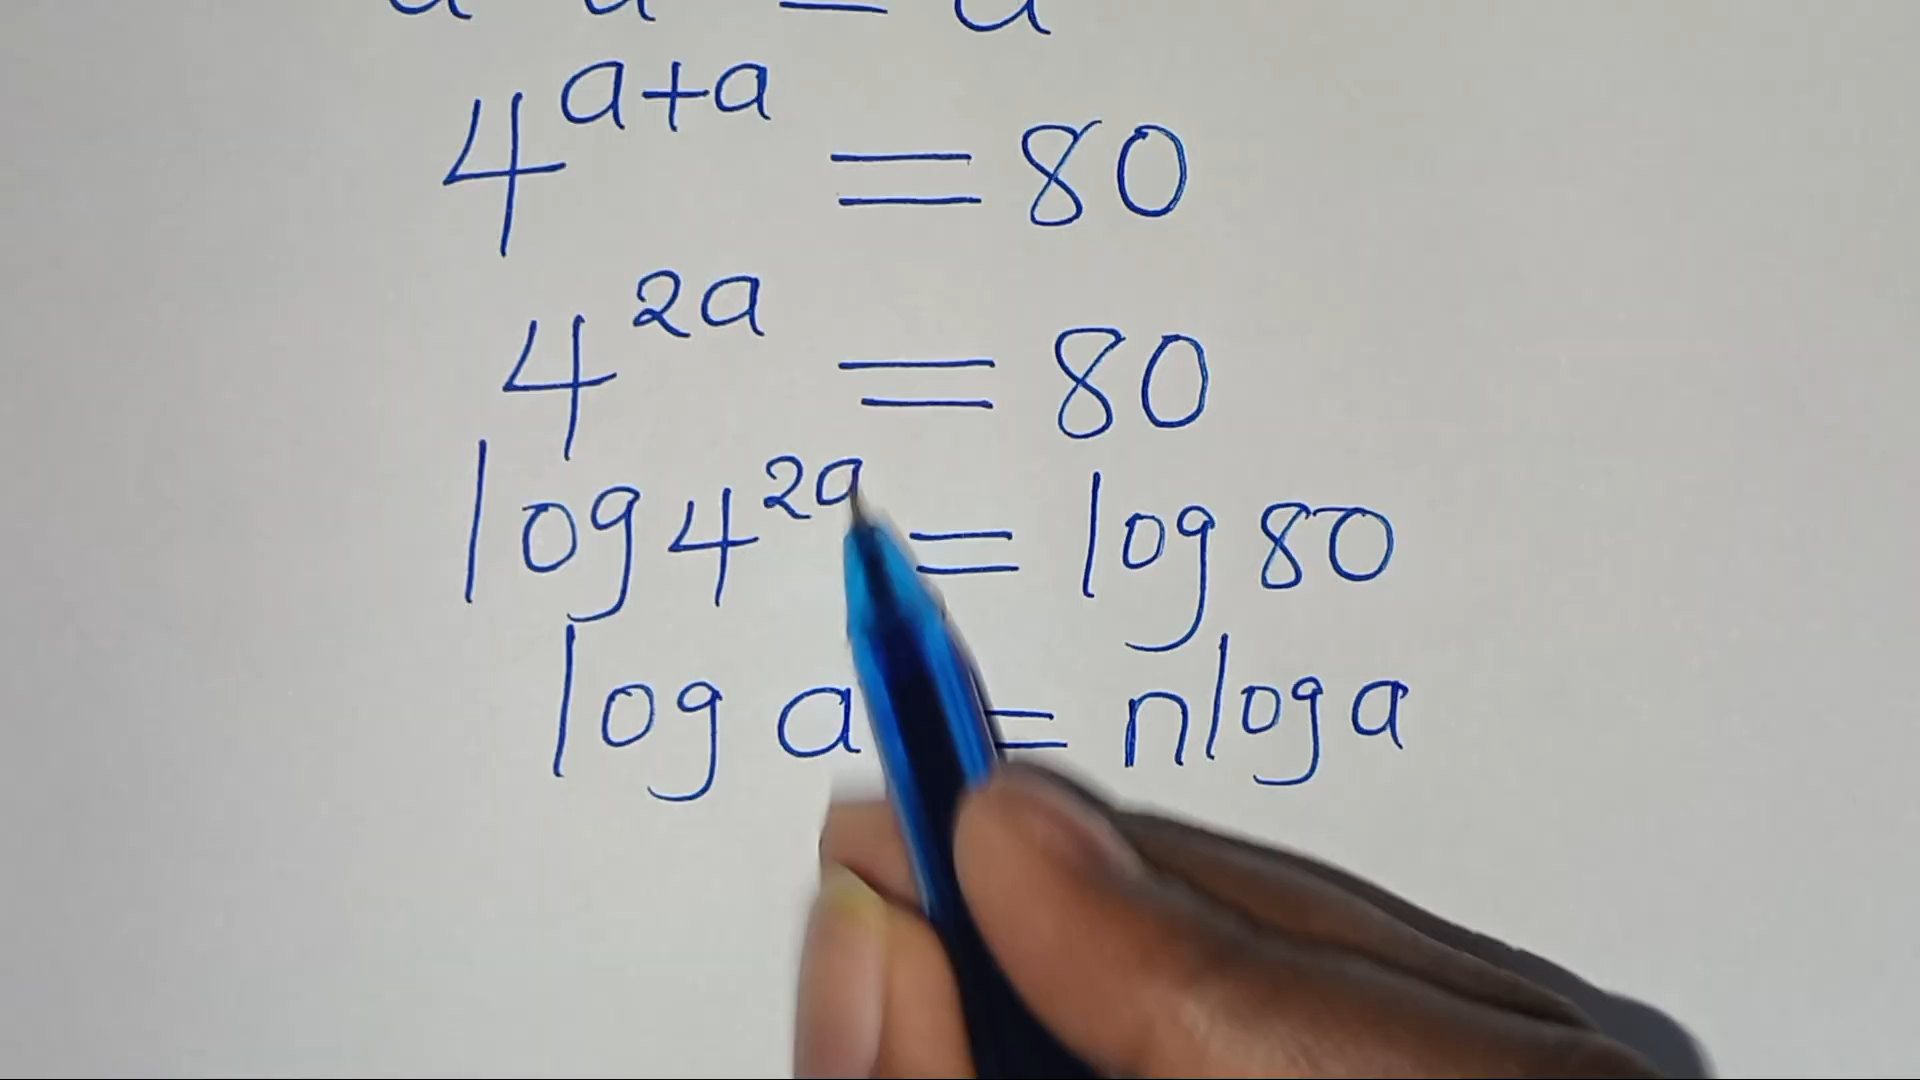 4^{a+a} = 80
4^{2a} = 80
log 4^{2a} = log 80
log a = n log a